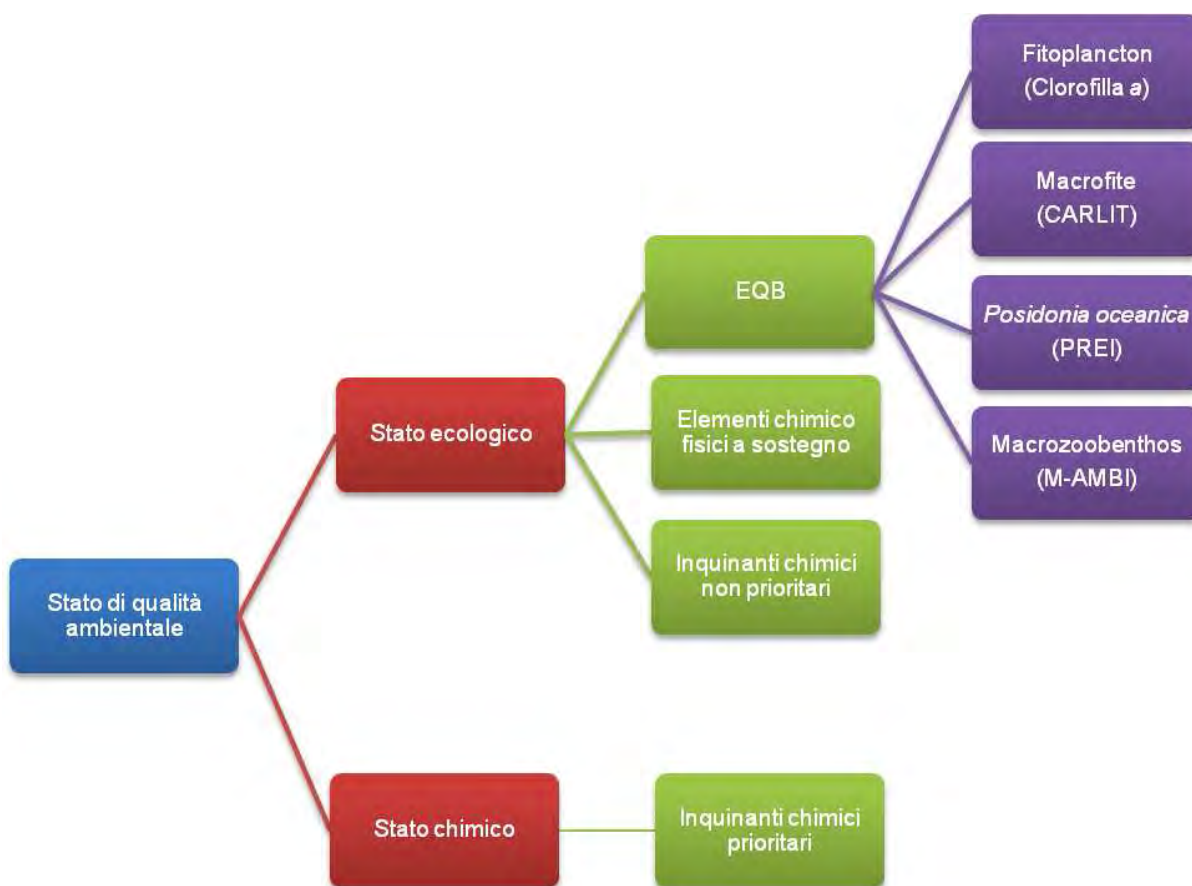 Fitoplancton
(Clorofilla a)
Macrofite
(CARLIT)
EQB
Posidonia oceanica
(PREI)
Stato ecologico
Elementi chimico
fisici a sostegno
Macrozoobenthos
(M-AMBI)
Inquinanti chimici
non prioritari
Stato di qualità
ambientale
Stato chimico
Inquinanti chimici
prioritari